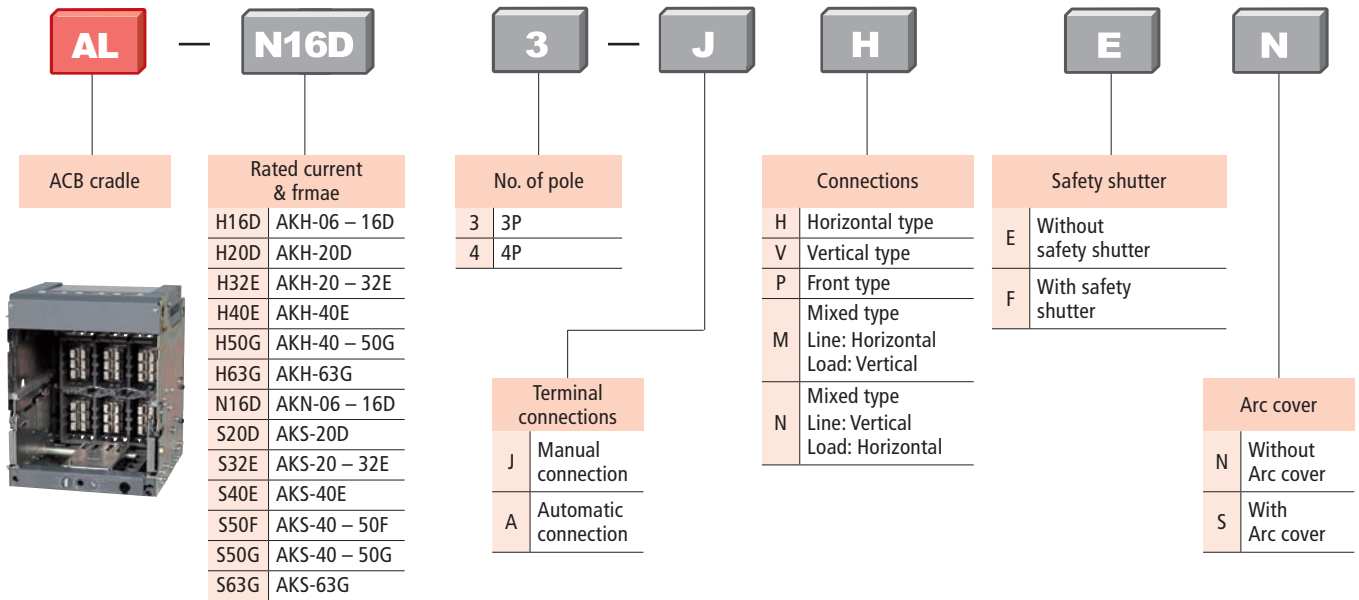 AL — N16D 3 — J H E N
ACB cradle
Rated current
& frmae
H16D AKH-06 – 16D
H20D AKH-20D
H32E AKH-20 – 32E
H40E AKH-40E
H50G AKH-40 – 50G
H63G AKH-63G
N16D AKN-06 – 16D
S20D AKS-20D
S32E AKS-20 – 32E
S40E AKS-40E
S50F AKS-40 – 50F
S50G AKS-40 – 50G
S63G AKS-63G
No. of pole
3 3P
4 4P
Terminal
connections
J Manual
connection
A Automatic
connection
Connections
H Horizontal type
V Vertical type
P Front type
Mixed type
M Line: Horizontal
Load: Vertical
Mixed type
N Line: Vertical
Load: Horizontal
Safety shutter
E Without
safety shutter
F With safety
shutter
Arc cover
N Without
Arc cover
S With
Arc cover